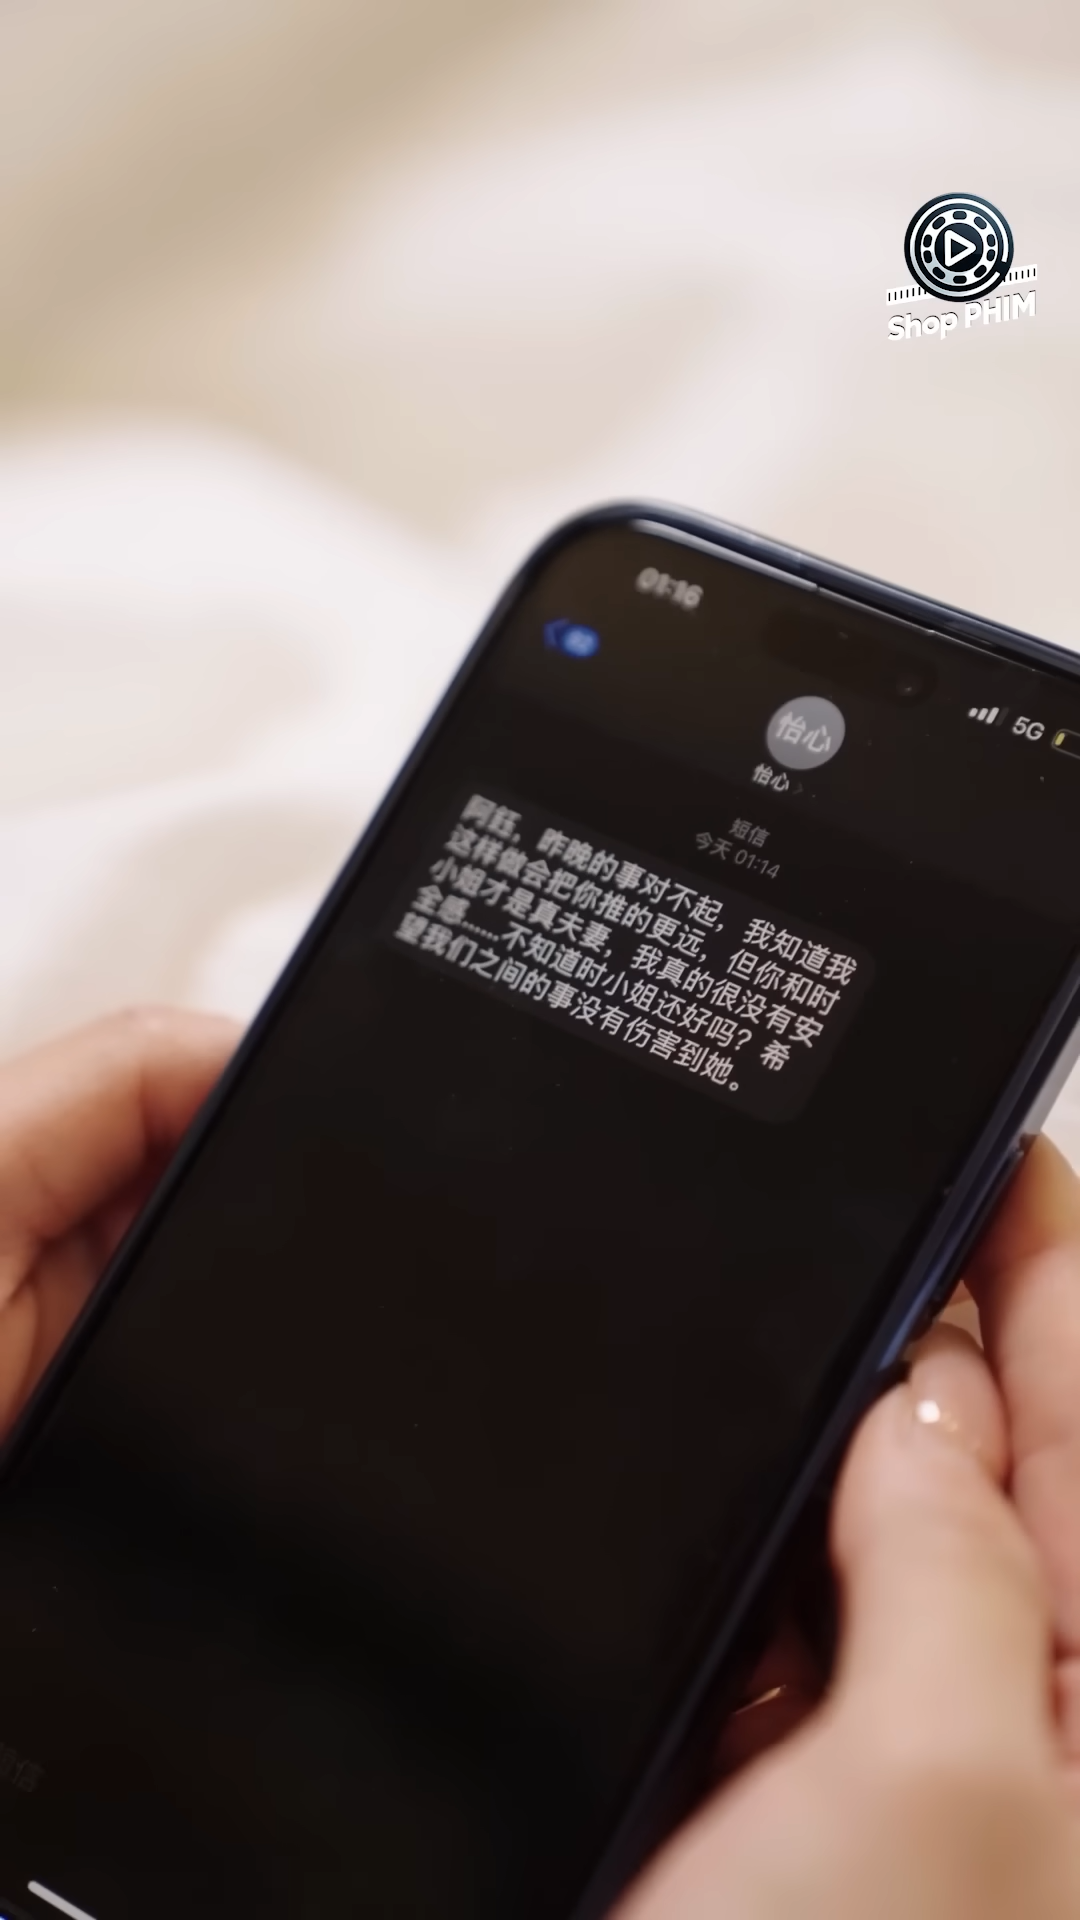 Shop PHIM
01:16
5G
怡心
怡心
短信
今天 01:14
阿钰，昨晚的事对不起，我知道我
这样做会把你推的更远，但你和时
小姐才是真夫妻，我真的很没有安
全感……不知道时小姐还好吗？希
望我们之间的事没有伤害到她。